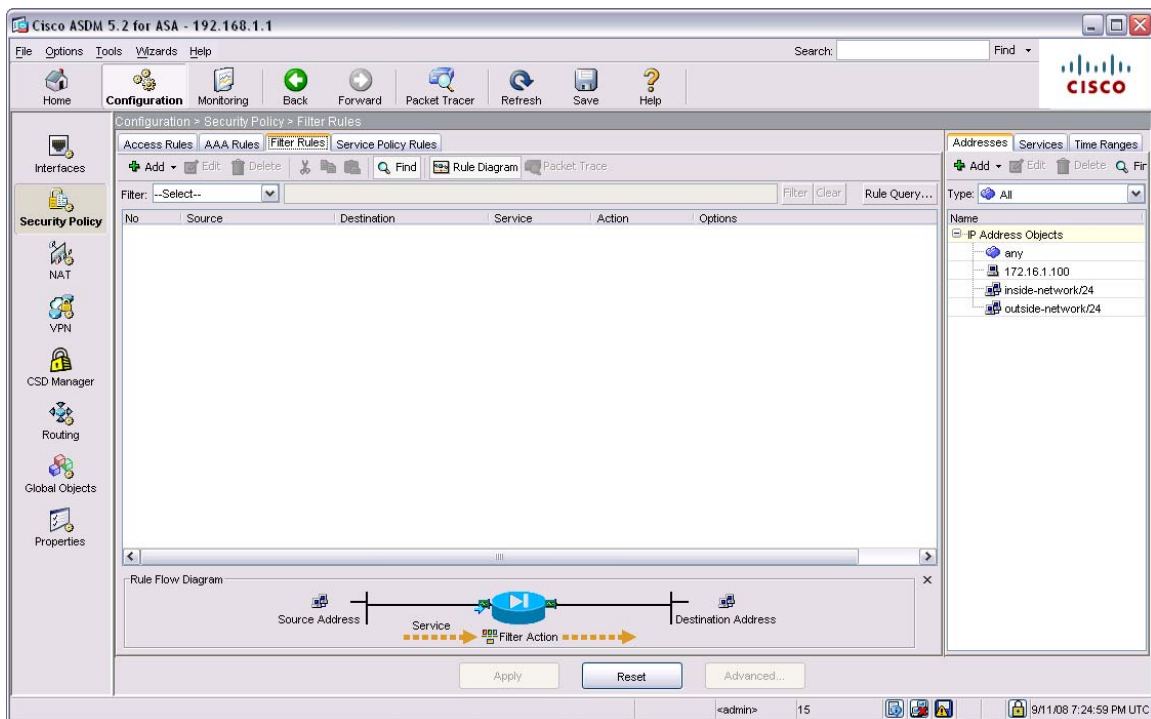 Cisco ASDM 5.2 for ASA - 192.168.1.1
File Options Tools Wizards Help
Search:
Find
Home
Configuration
Monitoring
Back
Forward
Packet Tracer
Refresh
Save
Help
CISCO
Configuration > Security Policy > Filter Rules
Interfaces
Security Policy
NAT
VPN
CSD Manager
Routing
Global Objects
Properties
Access Rules AAA Rules Filter Rules Service Policy Rules
Add Edit Delete Find Rule Diagram Packet Trace
Filter: --Select-- Filter Clear Rule Query...
No Source Destination Service Action Options
Rule Flow Diagram
Source Address
Service
Filter Action
Destination Address
Addresses Services Time Ranges
Add Edit Delete Fir
Type: All
Name
IP Address Objects
any
172.16.1.100
inside-network/24
outside-network/24
Apply Reset Advanced...
<admin> 15 9/11/08 7:24:59 PM UTC